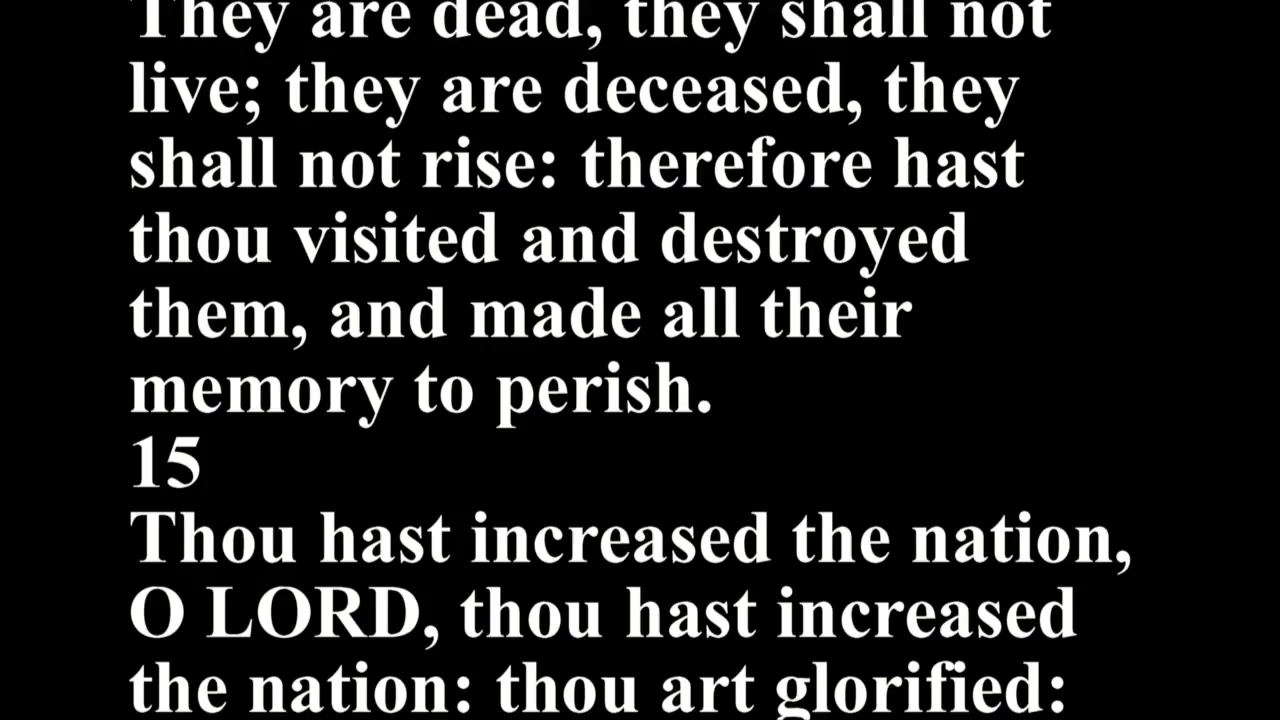 They are dead, they shall not
live; they are deceased, they
shall not rise: therefore hast
thou visited and destroyed
them, and made all their
memory to perish.
15
Thou hast increased the nation,
O LORD, thou hast increased
the nation: thou art glorified: